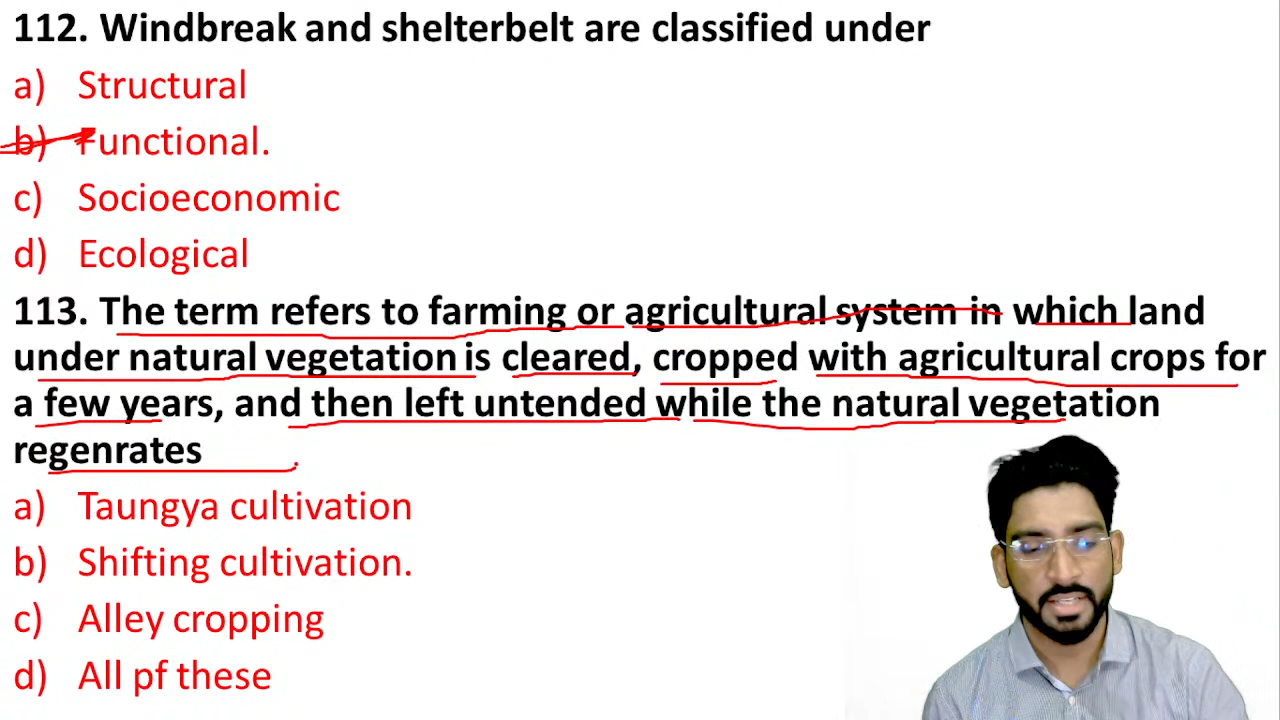 112. Windbreak and shelterbelt are classified under
a) Structural
b) Functional.
c) Socioeconomic
d) Ecological
113. The term refers to farming or agricultural system in which land
under natural vegetation is cleared, cropped with agricultural crops for
a few years, and then left untended while the natural vegetation
regenrates
a) Taungya cultivation
b) Shifting cultivation.
c) Alley cropping
d) All pf these